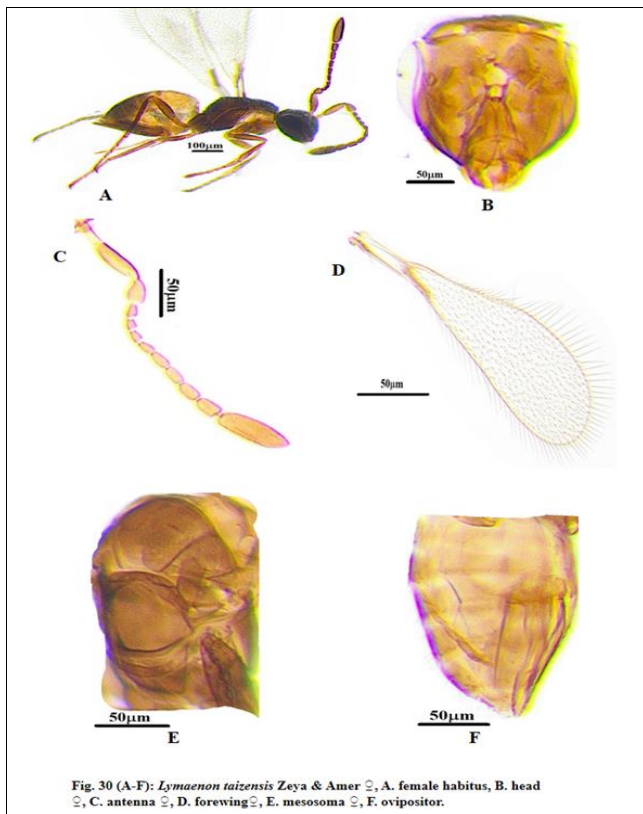 100µm
A
50µm
B
C
50µm
D
50µm
50µm
E
50µm
F
Fig. 30 (A-F): Lymaenon taizensis Zeya & Amer ♀, A. female habitus, B. head
♀, C. antenna ♀, D. forewing♀, E. mesosoma ♀, F. ovipositor.